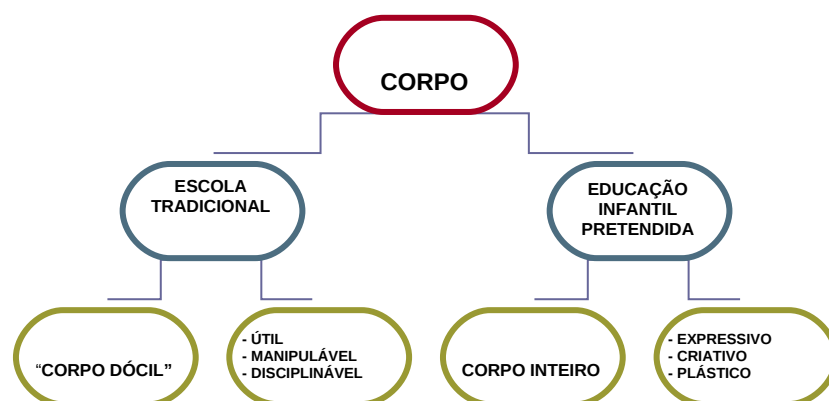 CORPO
ESCOLA
TRADICIONAL
EDUCAÇÃO
INFANTIL
PRETENDIDA
“CORPO DÓCIL”
- ÚTIL
- MANIPULÁVEL
- DISCIPLINÁVEL
CORPO INTEIRO
- EXPRESSIVO
- CRIATIVO
- PLÁSTICO